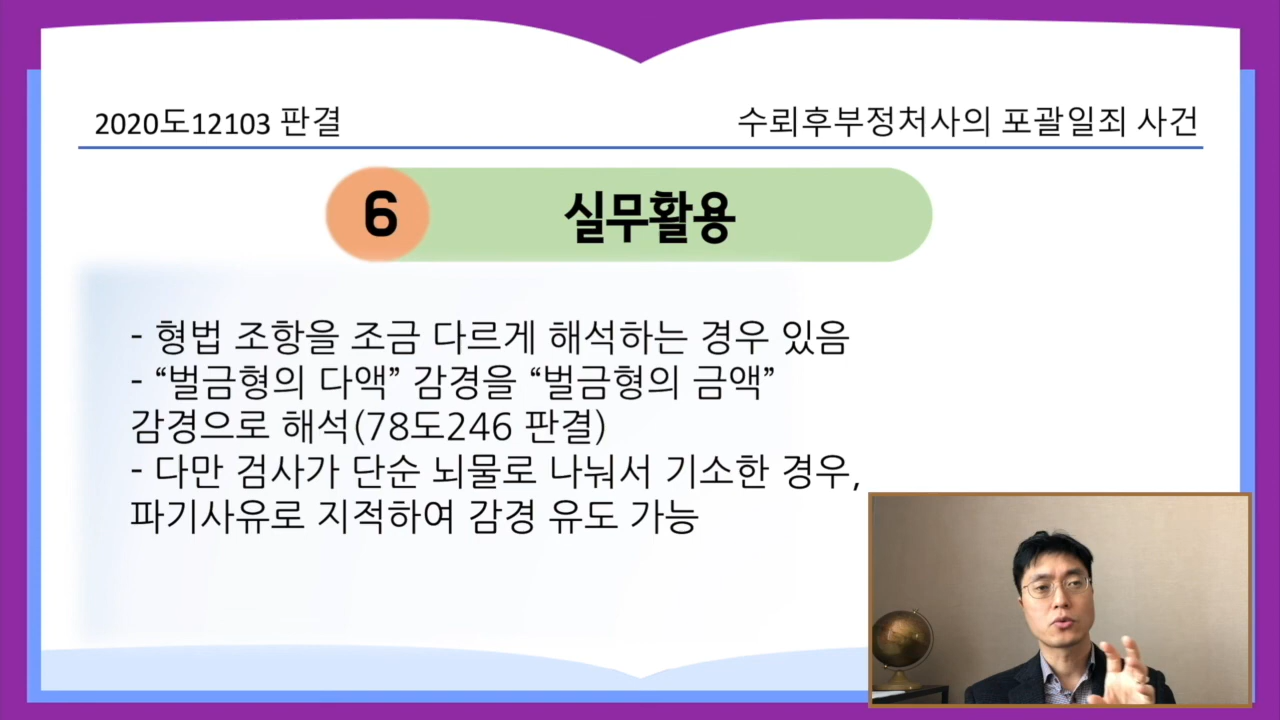 2020도12103 판결
수뢰후부정처사의 포괄일죄 사건
6 실무활용
- 형법 조항을 조금 다르게 해석하는 경우 있음
- “벌금형의 다액” 감경을 “벌금형의 금액”
감경으로 해석(78도246 판결)
- 다만 검사가 단순 뇌물로 나눠서 기소한 경우,
파기사유로 지적하여 감경 유도 가능